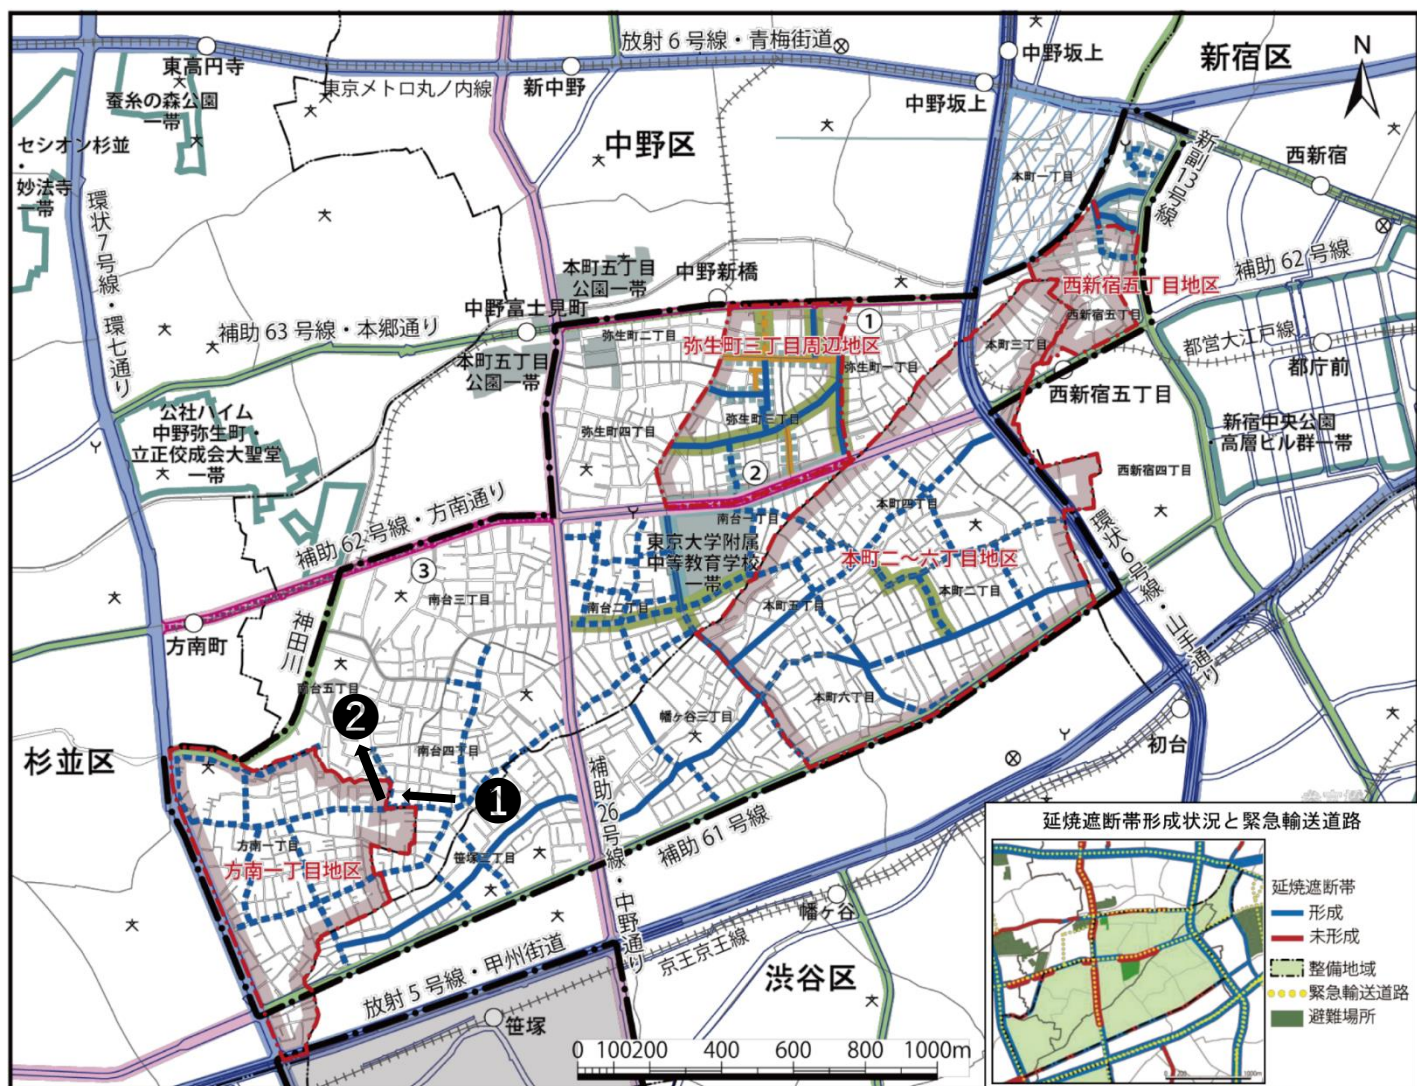 放射6号線・青梅街道
中野坂上
新宿区
N
東高円寺
東京メトロ丸ノ内線
新中野
中野坂上
蚕糸の森公園
一帯
中野区
セシオン杉並
・
妙法寺
一帯
西新宿
新副13号線
本町一丁目
環状7号線・環七通り
本町五丁目
公園一帯
中野新橋
補助62号線
西新宿五丁目地区
中野富士見町
補助63号線・本郷通り
弥生町二丁目
①
西新宿五丁目
弥生町三丁目周辺地区
本町三丁目
都営大江戸線
本町五丁目
公園一帯
弥生町一丁目
都庁前
西新宿五丁目
公社ハイム
中野弥生町・
立正佼成会大聖堂
一帯
弥生町三丁目
新宿中央公園
・高層ビル群一帯
弥生町四丁目
②
西新宿四丁目
補助62号線・方南通り
本町四丁目
南台一丁目
東京大学附属
中等教育学校
一帯
本町二～六丁目地区
環状6号線・山手通り
③
南台三丁目
南台二丁目
本町五丁目
本町二丁目
神田川
方南町
南台五丁目
本町六丁目
❷
幡ヶ谷三丁目
初台
杉並区
南台四丁目
❶
補助26号線・中野通り
補助61号線
方南一丁目
笹塚三丁目
方南一丁目地区
幡ヶ谷
京王京王線
放射5号線・甲州街道
渋谷区
笹塚
0 100200 400 600 800 1000m
延焼遮断帯形成状況と緊急輸送道路
延焼遮断帯
形成
未形成
整備地域
緊急輸送道路
避難場所